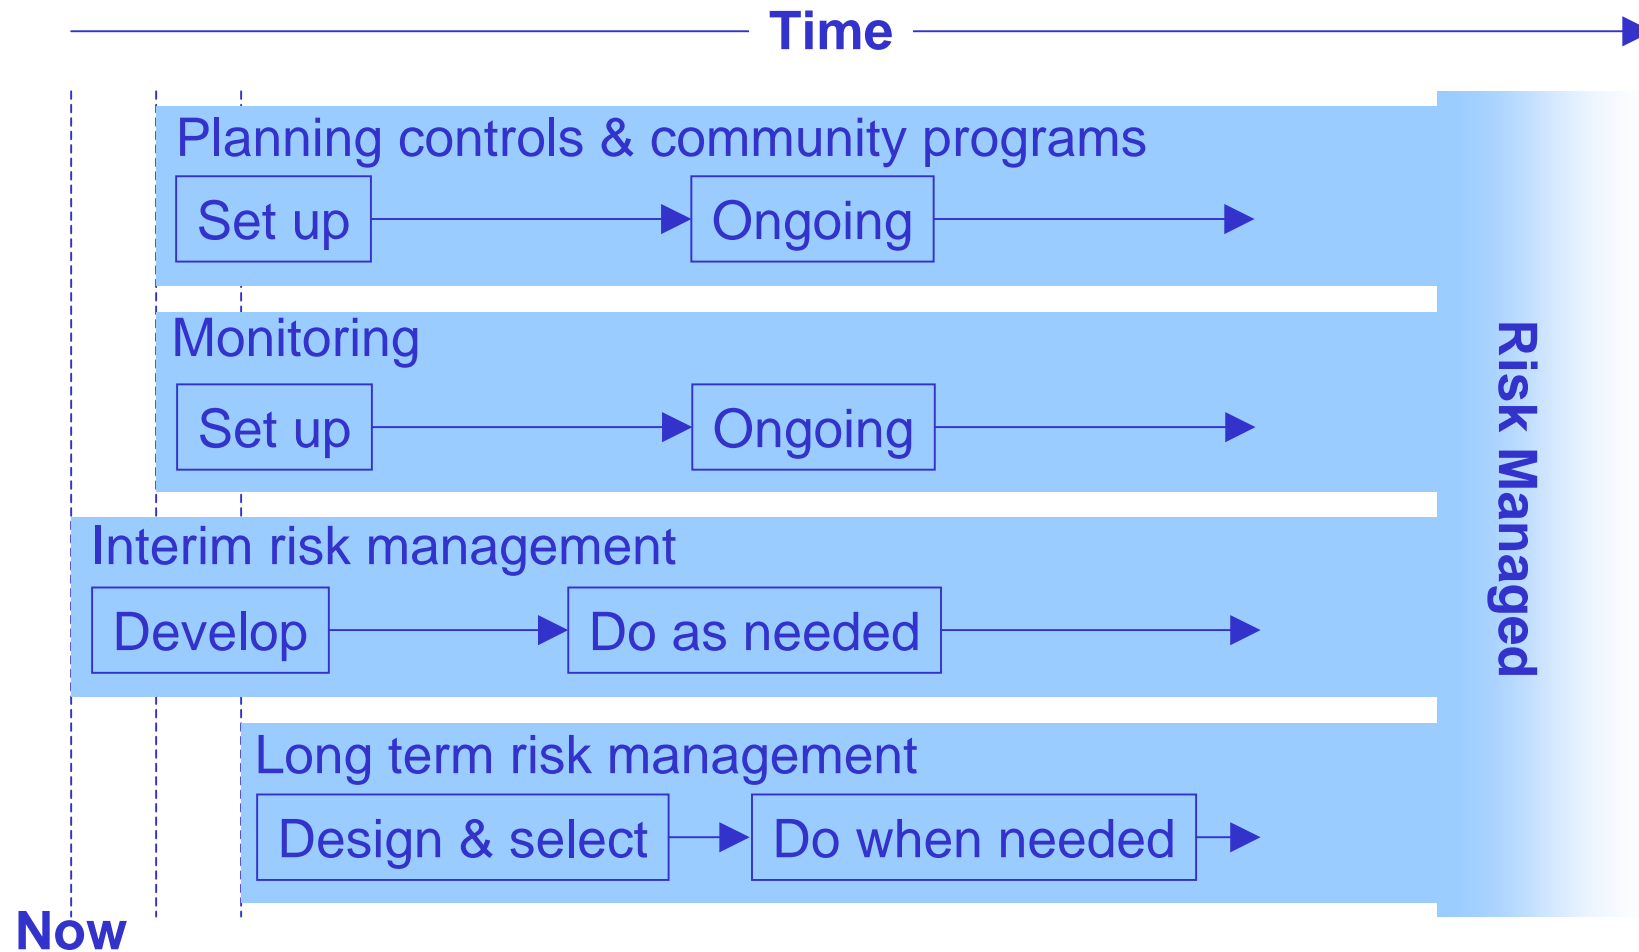 Time
Planning controls & community programs
Set up
Ongoing
Monitoring
Set up
Ongoing
Interim risk management
Develop
Do as needed
Long term risk management
Design & select
Do when needed
Risk Managed
Now